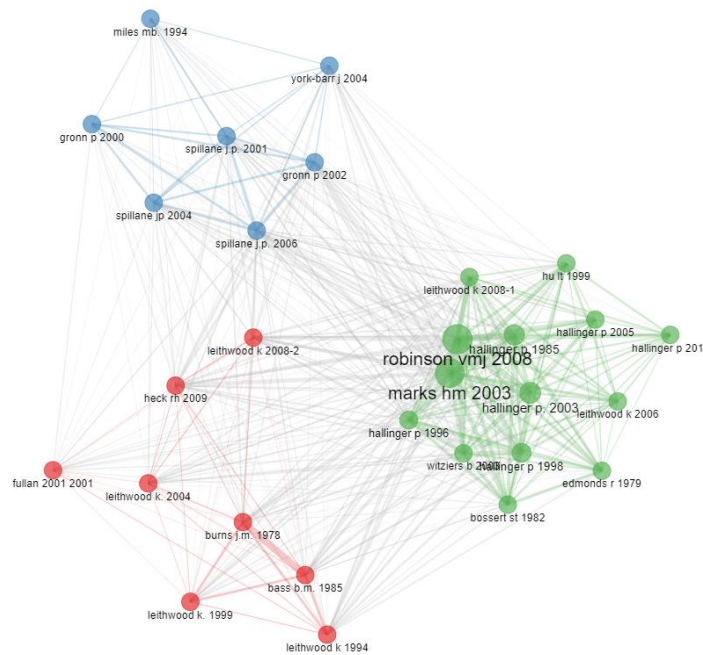 miles mb. 1994
york-barr j 2004
gronn p 2000
spillane j.p. 2001
gronn p 2002
spillane jp 2004
spillane j.p. 2006
hu lt 1999
leithwood k 2008-1
hallinger p 2005
hallinger p 201
hallinger p 1985
leithwood k 2008-2
robinson vmj 2008
heck rh 2009
marks hm 2003
hallinger p. 2003
leithwood k 2006
hallinger p 1996
witziers b
hallinger p 1998
fullan 2001 2001
leithwood k. 2004
edmonds r 1979
bossert st 1982
burns j.m. 1978
bass b.m. 1985
leithwood k. 1999
leithwood k 1994